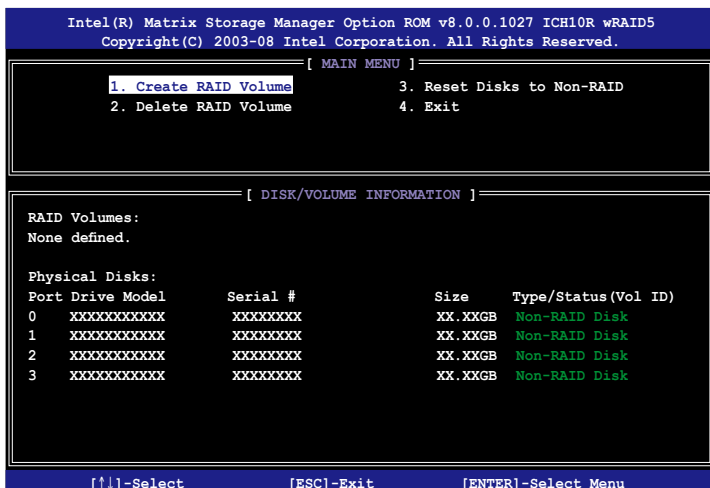 Intel(R) Matrix Storage Manager Option ROM v8.0.0.1027 ICH10R wRAID5
Copyright(C) 2003-08 Intel Corporation. All Rights Reserved.
[ MAIN MENU ]
1. Create RAID Volume 3. Reset Disks to Non-RAID
2. Delete RAID Volume 4. Exit
[ DISK/VOLUME INFORMATION ]
RAID Volumes:
None defined.
Physical Disks:
Port Drive Model Serial # Size Type/Status(Vol ID)
0 XXXXXXXXXXX XXXXXXXX XX.XXGB Non-RAID Disk
1 XXXXXXXXXXX XXXXXXXX XX.XXGB Non-RAID Disk
2 XXXXXXXXXXX XXXXXXXX XX.XXGB Non-RAID Disk
3 XXXXXXXXXXX XXXXXXXX XX.XXGB Non-RAID Disk
[↑↓]-Select [ESC]-Exit [ENTER]-Select Menu